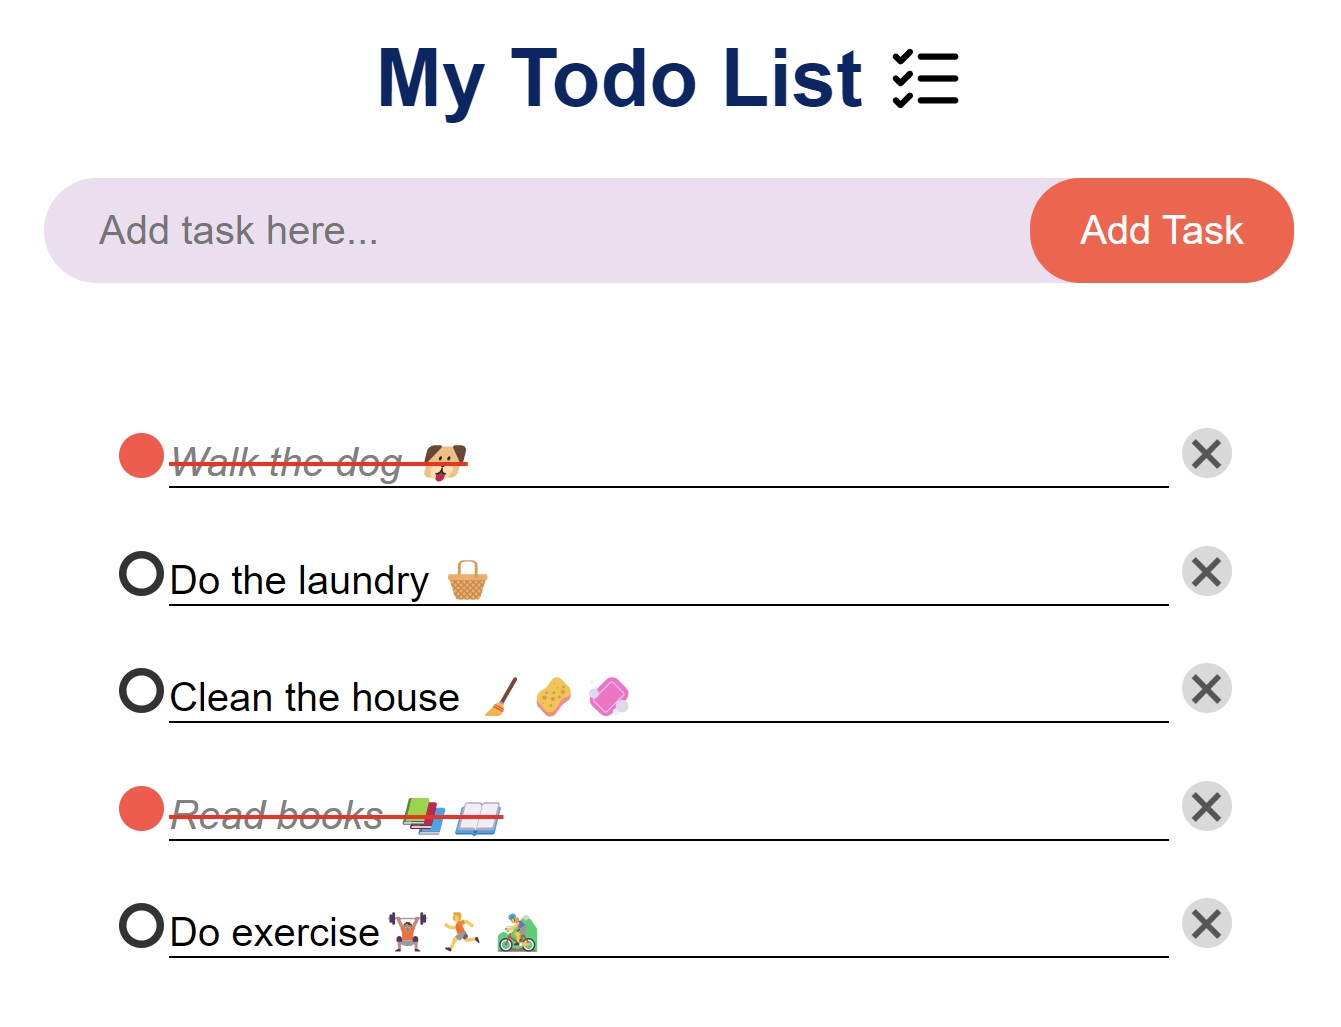 My Todo List
Add task here...
Add Task
Walk the dog 🐶
Do the laundry 🧺
Clean the house 🧹 🧽 🧼
Read books 📚 📖
Do exercise 🏋🏽 🏃 🚵